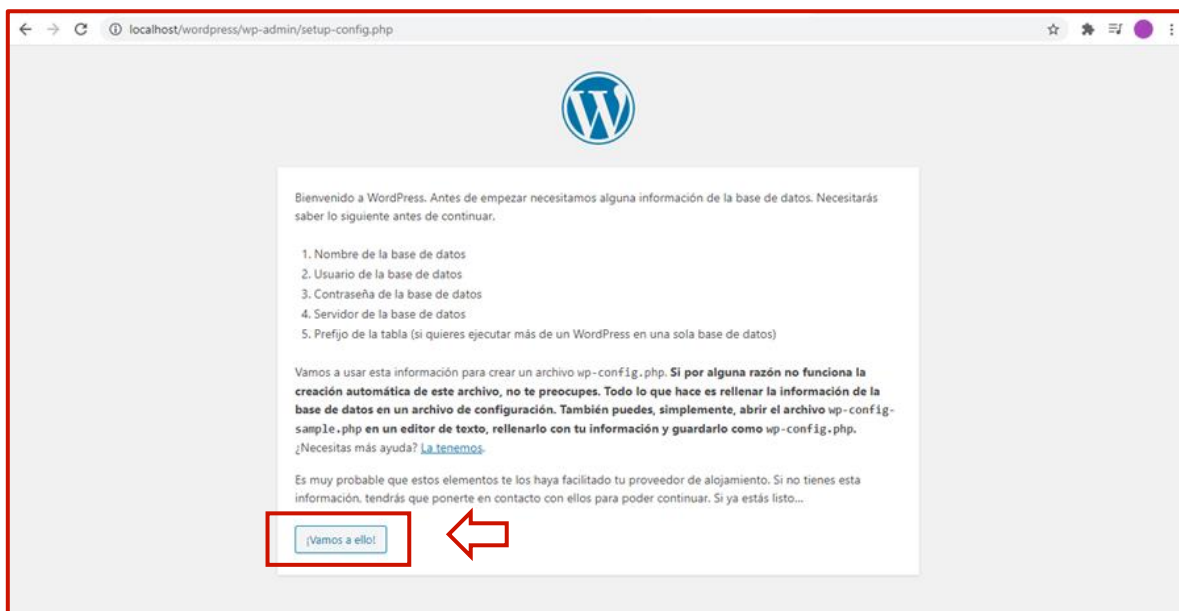 localhost/wordpress/wp-admin/setup-config.php
Bienvenido a WordPress. Antes de empezar necesitamos alguna información de la base de datos. Necesitarás
saber lo siguiente antes de continuar.
1. Nombre de la base de datos
2. Usuario de la base de datos
3. Contraseña de la base de datos
4. Servidor de la base de datos
5. Prefijo de la tabla (si quieres ejecutar más de un WordPress en una sola base de datos)
Vamos a usar esta información para crear un archivo wp-config.php. Si por alguna razón no funciona la
creación automática de este archivo, no te preocupes. Todo lo que hace es rellenar la información de la
base de datos en un archivo de configuración. También puedes, simplemente, abrir el archivo wp-config-
sample.php en un editor de texto, rellenarlo con tu información y guardarlo como wp-config.php.
¿Necesitas más ayuda? La tenemos.
Es muy probable que estos elementos te los haya facilitado tu proveedor de alojamiento. Si no tienes esta
información, tendrás que ponerte en contacto con ellos para poder continuar. Si ya estás listo...
¡Vamos a ello!